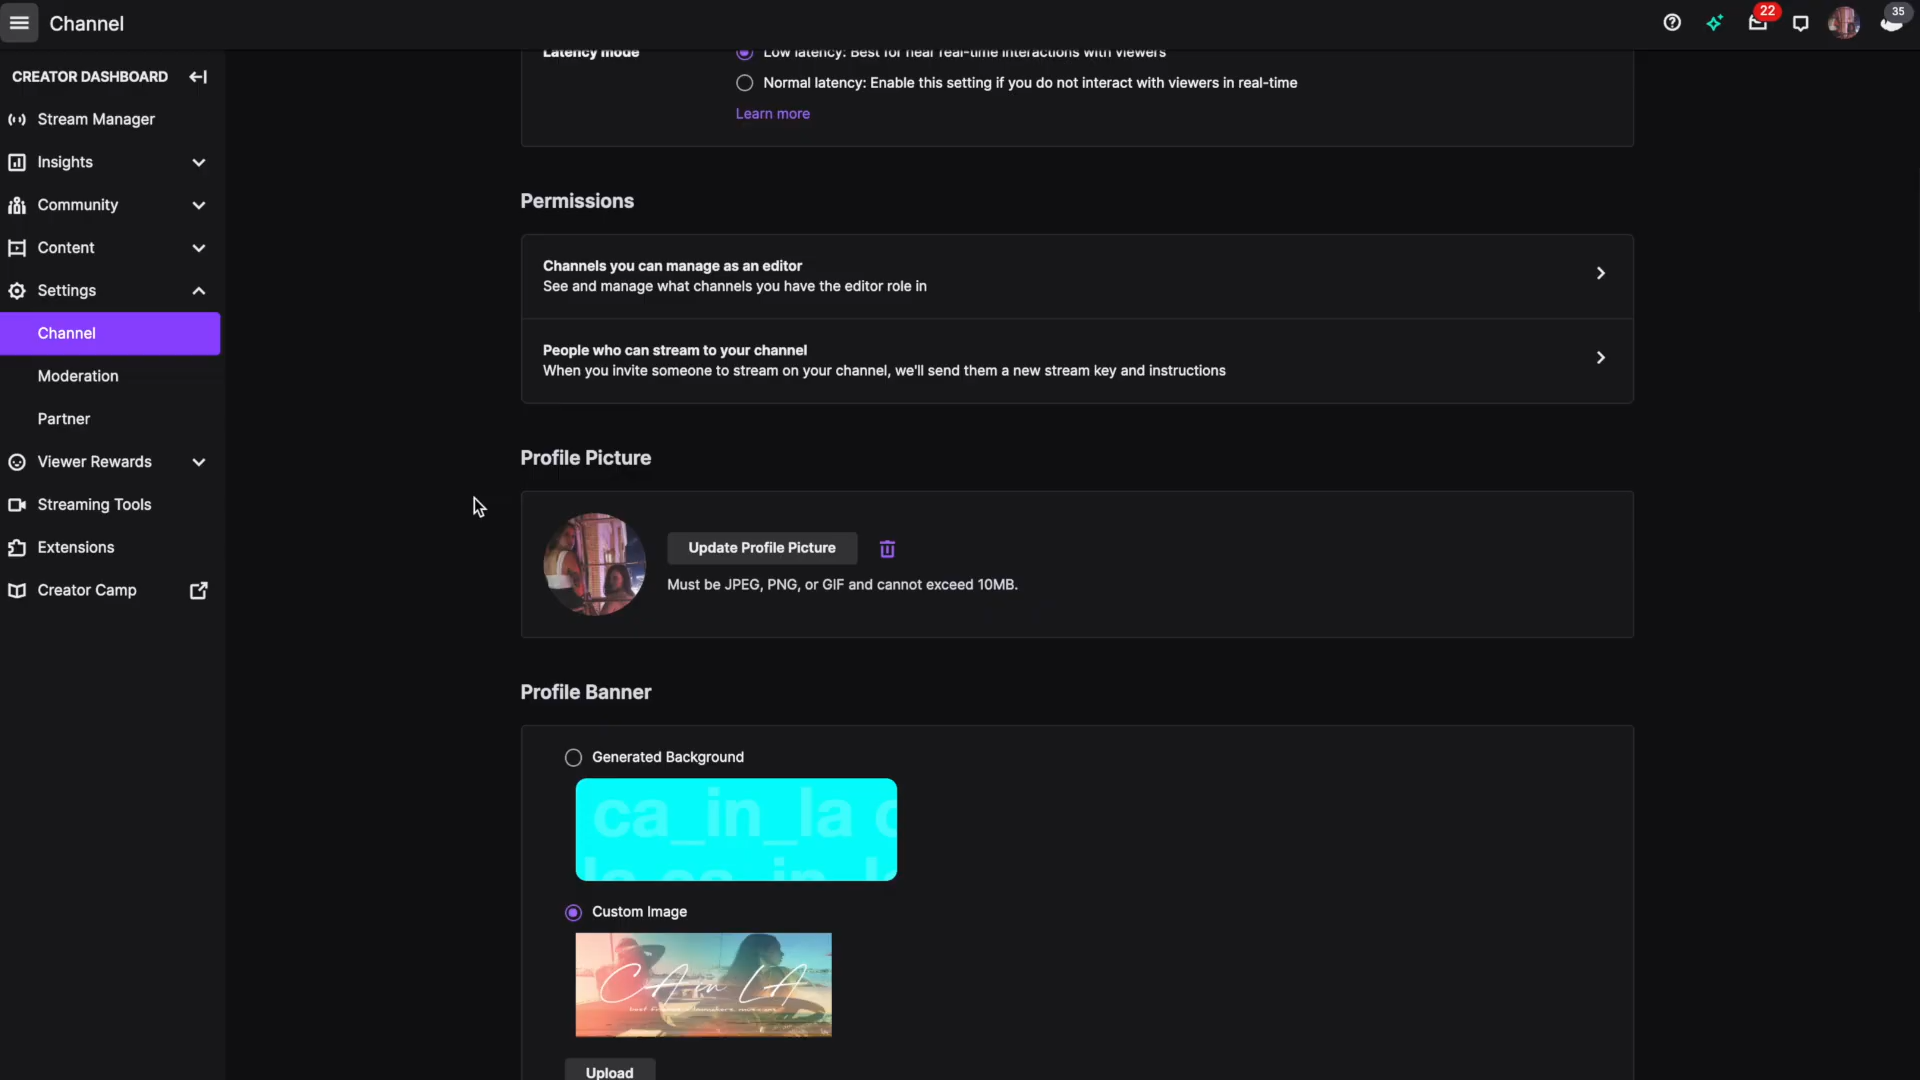 Channel
22
35
CREATOR DASHBOARD
Stream Manager
Insights
Community
Content
Settings
Channel
Moderation
Partner
Viewer Rewards
Streaming Tools
Extensions
Creator Camp
Latency mode
Low latency: Best for near real-time interactions with viewers
Normal latency: Enable this setting if you do not interact with viewers in real-time
Learn more
Permissions
Channels you can manage as an editor
See and manage what channels you have the editor role in
People who can stream to your channel
When you invite someone to stream on your channel, we'll send them a new stream key and instructions
Profile Picture
Update Profile Picture
Must be JPEG, PNG, or GIF and cannot exceed 10MB.
Profile Banner
Generated Background
ca_in_la c
la ca_in_la
Custom Image
CA in LA
Upload